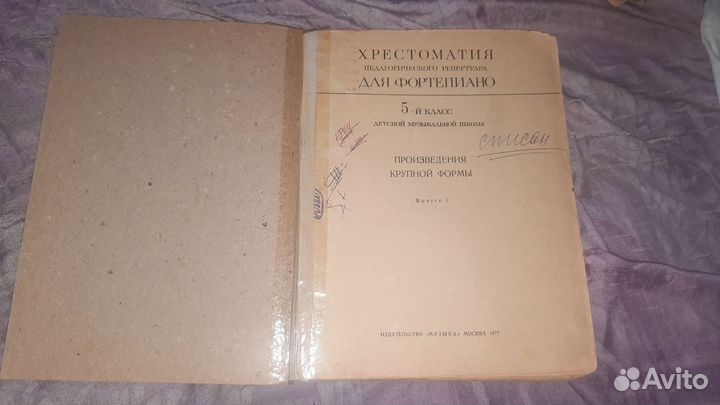 ХРЕСТОМАТИЯ
ПЕДАГОГИЧЕСКОГО РЕПЕРТУАРА
ДЛЯ ФОРТЕПИАНО
5-й КЛАСС
ДЕТСКОЙ МУЗЫКАЛЬНОЙ ШКОЛЫ
списан
ПРОИЗВЕДЕНИЯ
КРУПНОЙ ФОРМЫ
Выпуск 1
ИЗДАТЕЛЬСТВО «МУЗЫКА» МОСКВА 1977
Avito